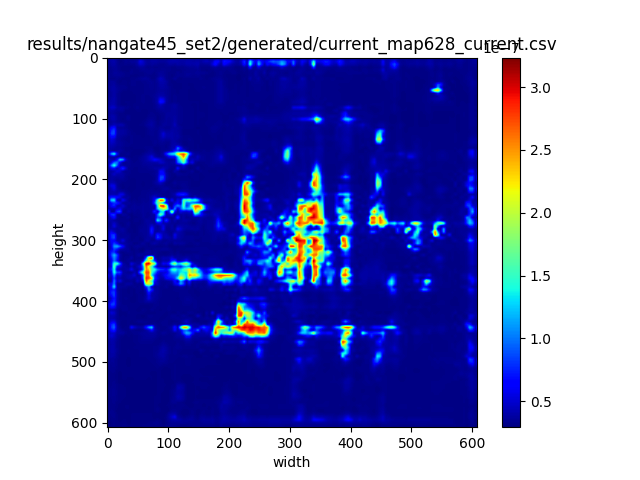 results/nangate45_set2/generated/current_map628_current.csv
1e−7
0
100
200
300
400
500
600
height
0 100 200 300 400 500 600
width
3.0
2.5
2.0
1.5
1.0
0.5